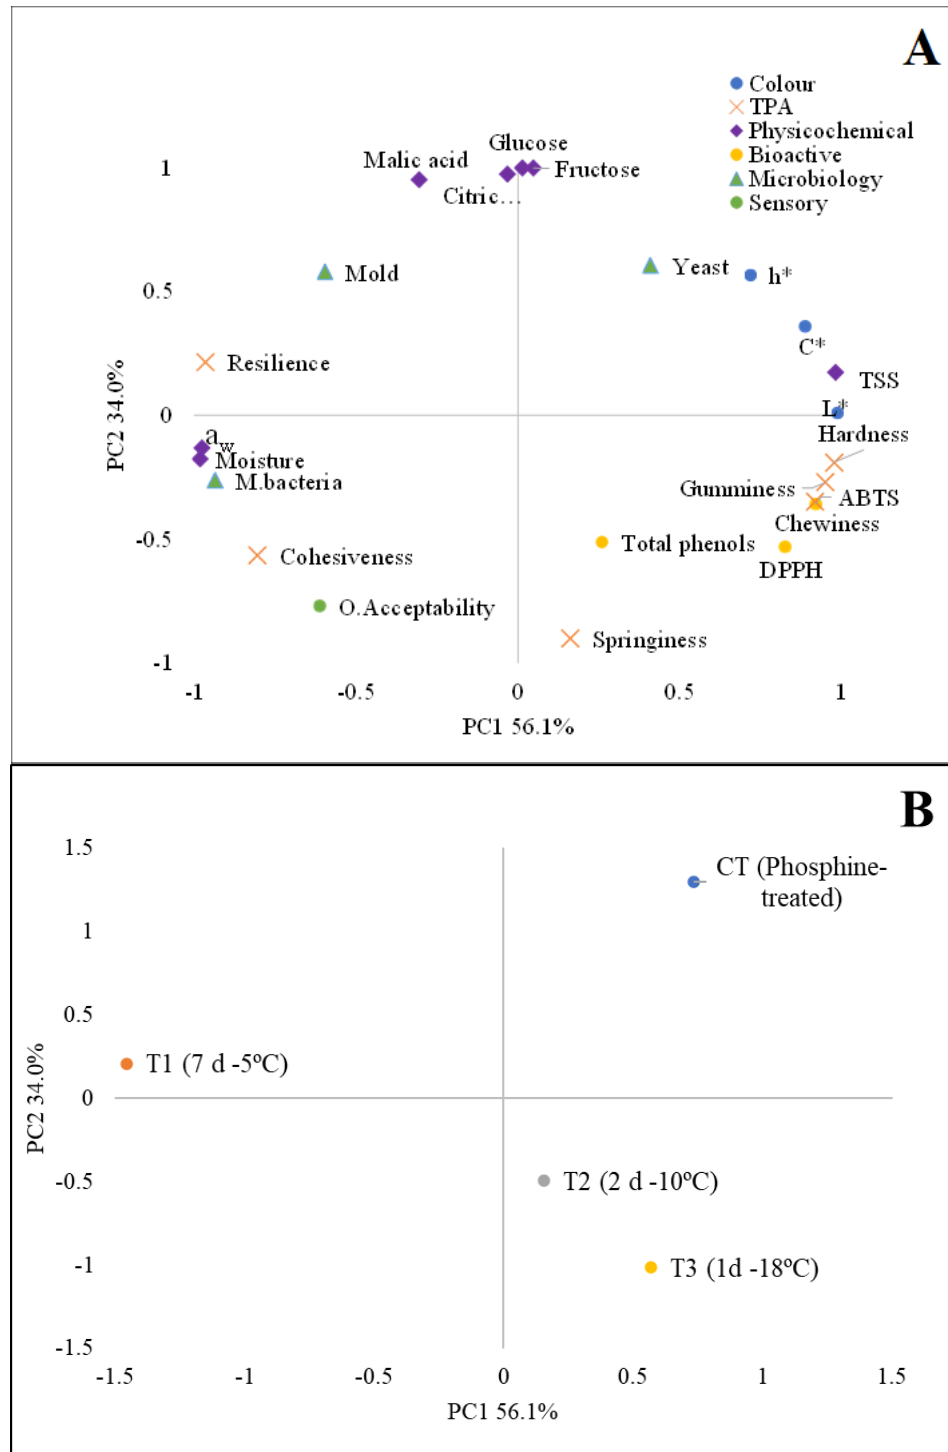 A
Colour
TPA
Physicochemical
Bioactive
Microbiology
Sensory
Glucose
Malic acid
Fructose
Citric...
1
Mold
Yeast
h*
0.5
C*
Resilience
TSS
L*
0
Hardness
aw
Moisture
M.bacteria
Gumminess
ABTS
Chewiness
-0.5
Total phenols
Cohesiveness
DPPH
O.Acceptability
Springiness
-1
-1 -0.5 0 0.5 1
PC1 56.1%
PC2 34.0%
B
1.5
CT (Phosphine-
treated)
1
0.5
T1 (7 d -5ºC)
0
T2 (2 d -10ºC)
-0.5
-1
T3 (1d -18ºC)
-1.5
-1.5 -1 -0.5 0 0.5 1 1.5
PC1 56.1%
PC2 34.0%